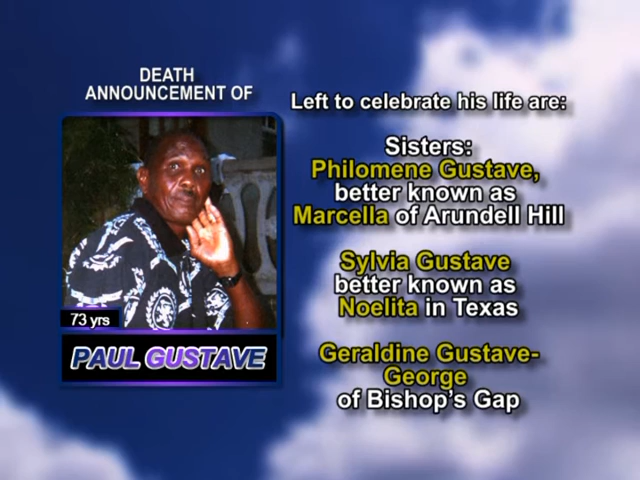 DEATH
ANNOUNCEMENT OF
73 yrs
PAUL GUSTAVE
Left to celebrate his life are:
Sisters:
Philomene Gustave,
better known as
Marcella of Arundell Hill
Sylvia Gustave
better known as
Noelita in Texas
Geraldine Gustave-
George
of Bishop's Gap